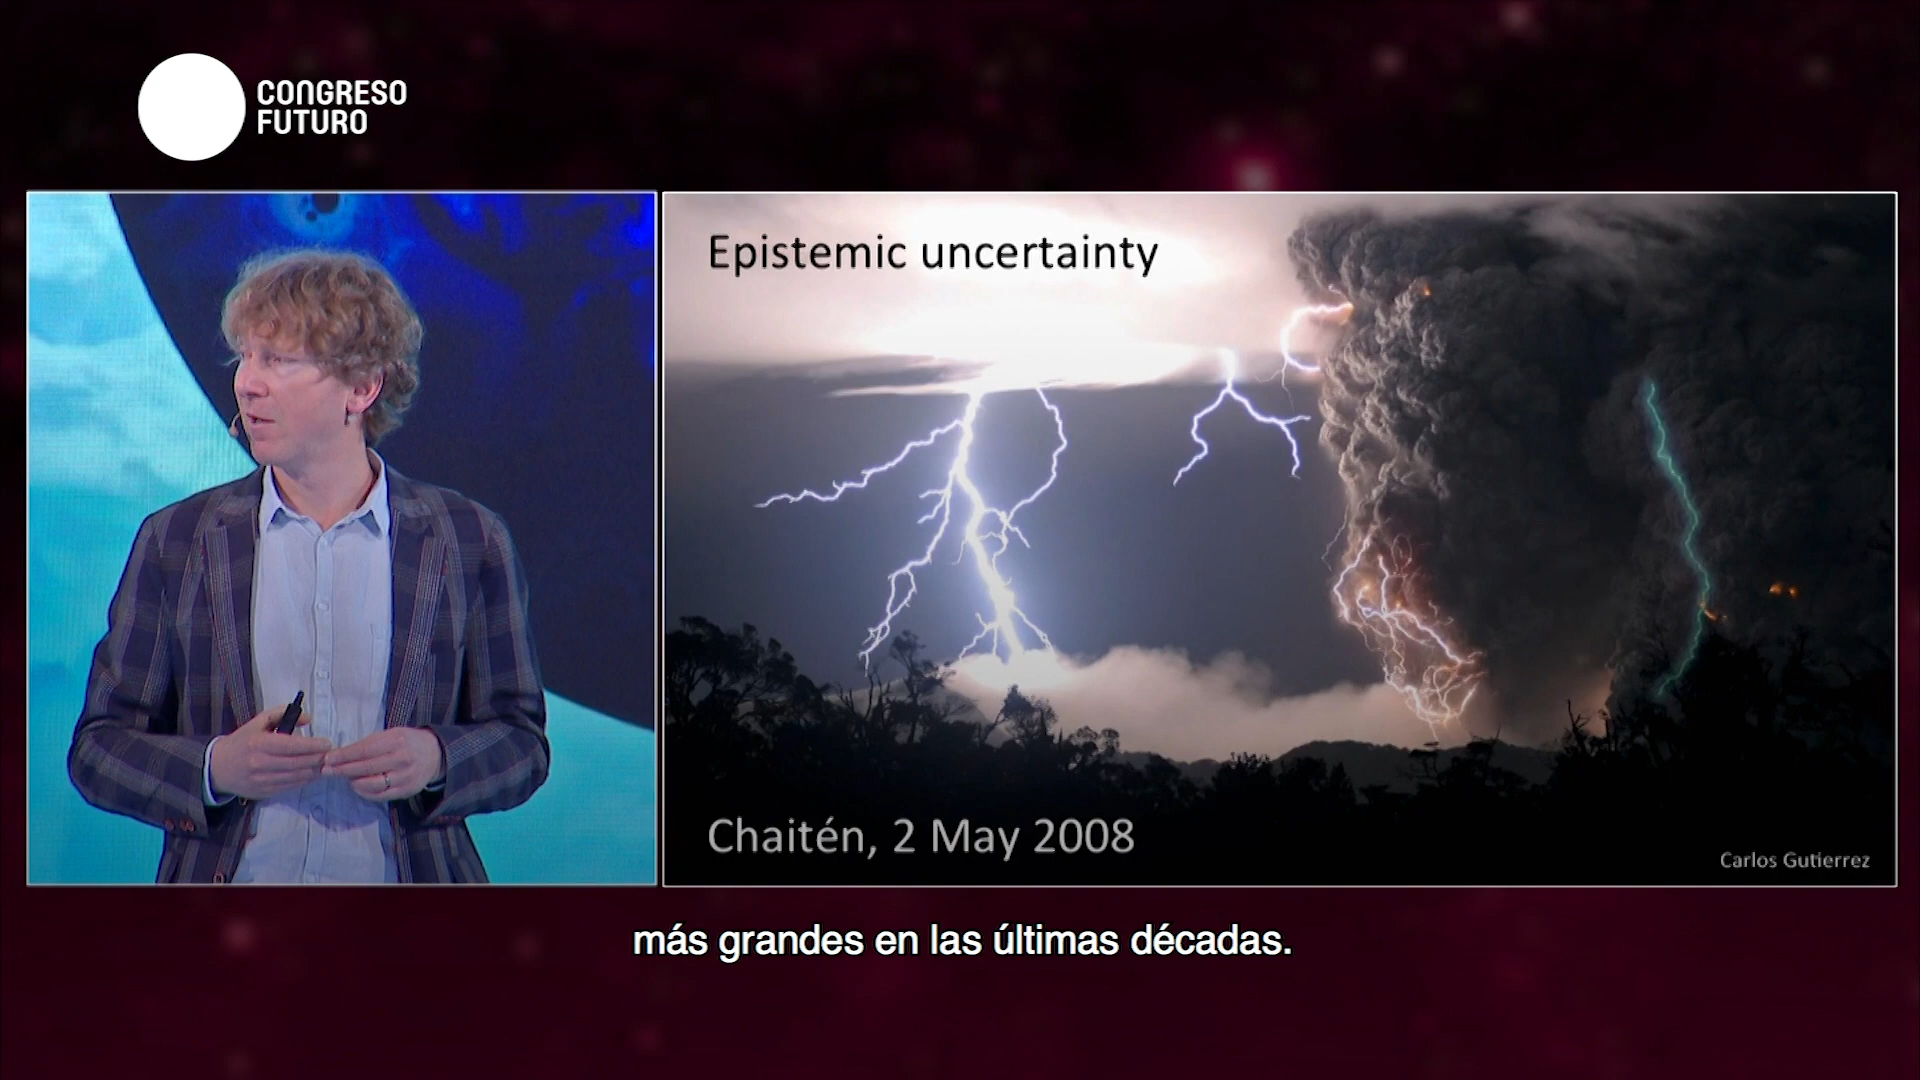 CONGRESO
FUTURO
Epistemic uncertainty
Chaitén, 2 May 2008
Carlos Gutierrez
más grandes en las últimas décadas.